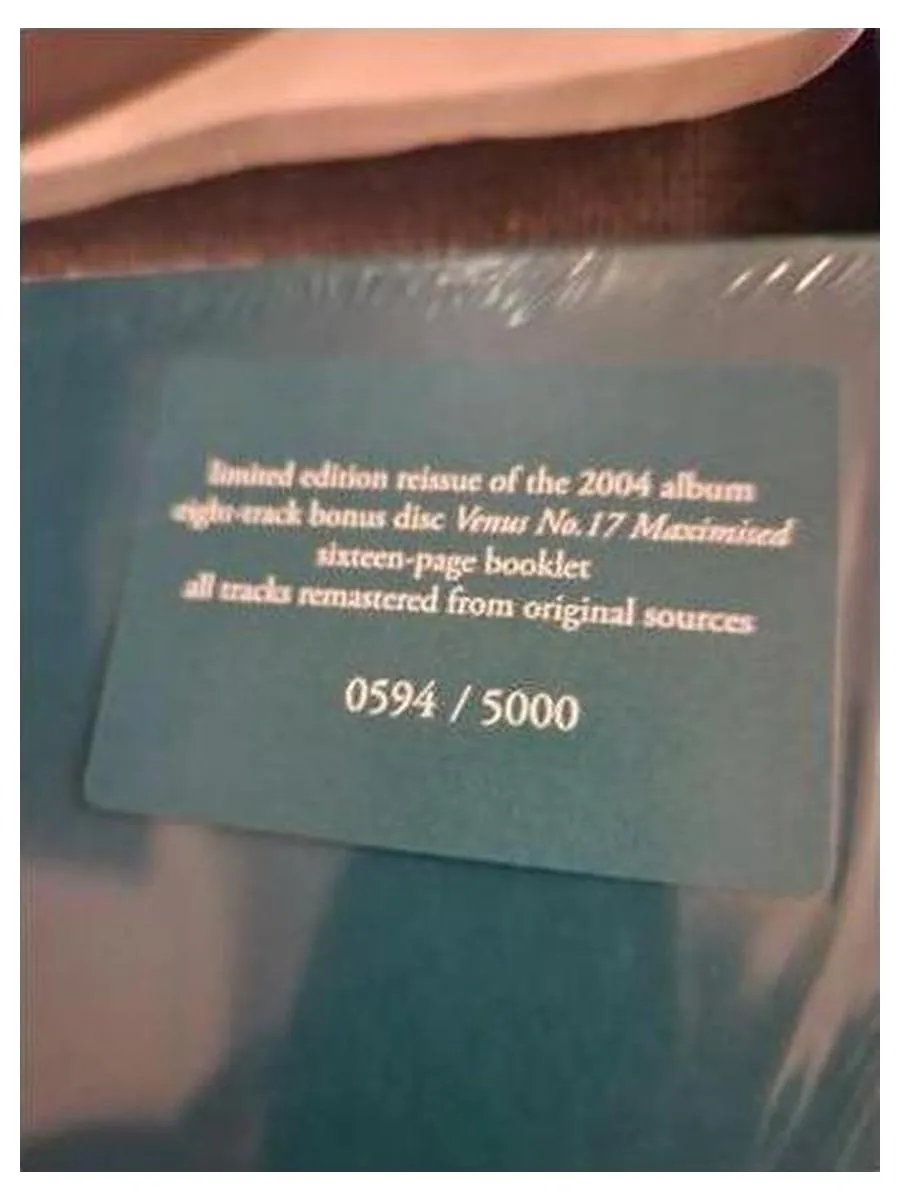 limited edition reissue of the 2004 album
eight-track bonus disc Venus No.17 Maximised
sixteen-page booklet
all tracks remastered from original sources
0594 / 5000